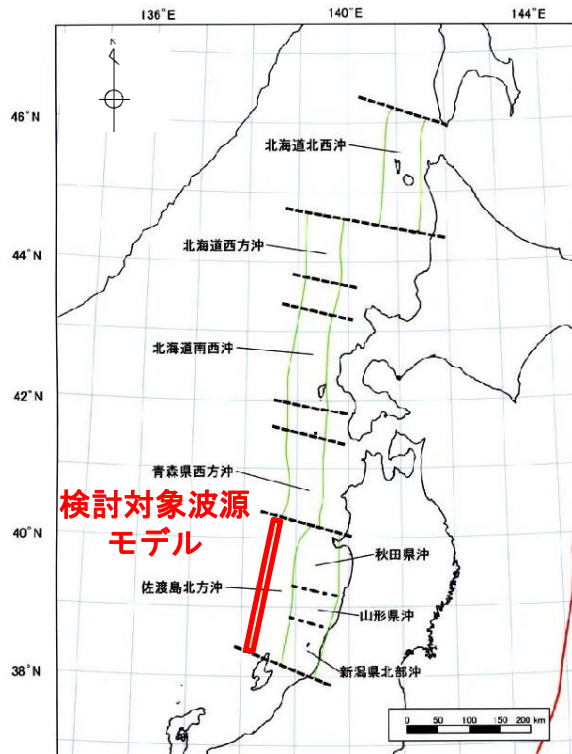 136°E
140°E
144°E
N
46°N
北海道北西沖
44°N
北海道西方沖
北海道南西沖
42°N
青森県西方沖
検討対象波源
モデル
40°N
秋田県沖
佐渡島北方沖
山形県沖
38°N
新潟県北部沖
0 50 100 150 200 km